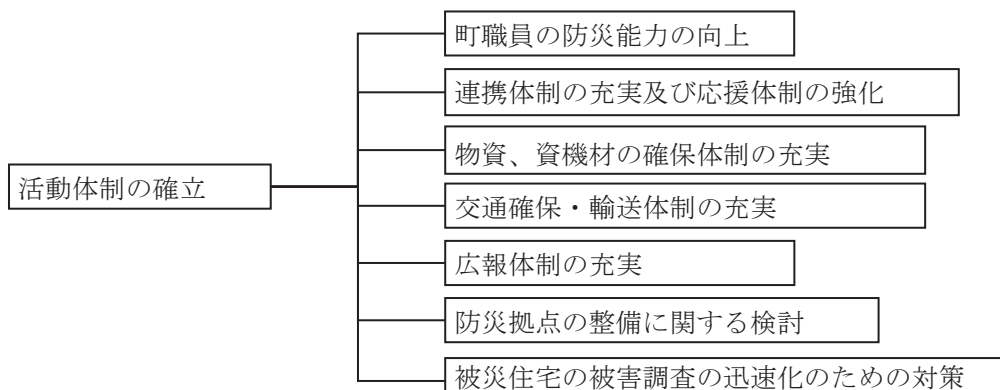 町職員の防災能力の向上
連携体制の充実及び応援体制の強化
物資、資機材の確保体制の充実
活動体制の確立
交通確保・輸送体制の充実
広報体制の充実
防災拠点の整備に関する検討
被災住宅の被害調査の迅速化のための対策